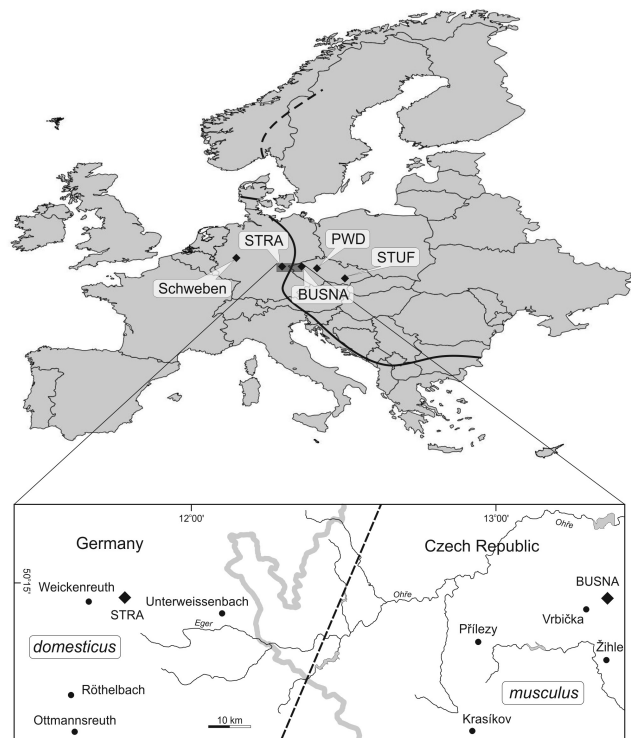 STRA
PWD
STUF
Schweben
BUSNA
12°00'
13°00'
Ohře
Germany
Czech Republic
50°15'
Weickenreuth
STRA
Unterweissenbach
Ohře
BUSNA
Vrbička
Eger
domesticus
Přílezy
Žihle
Röthelbach
musculus
Ottmannsreuth
10 km
Krasíkov